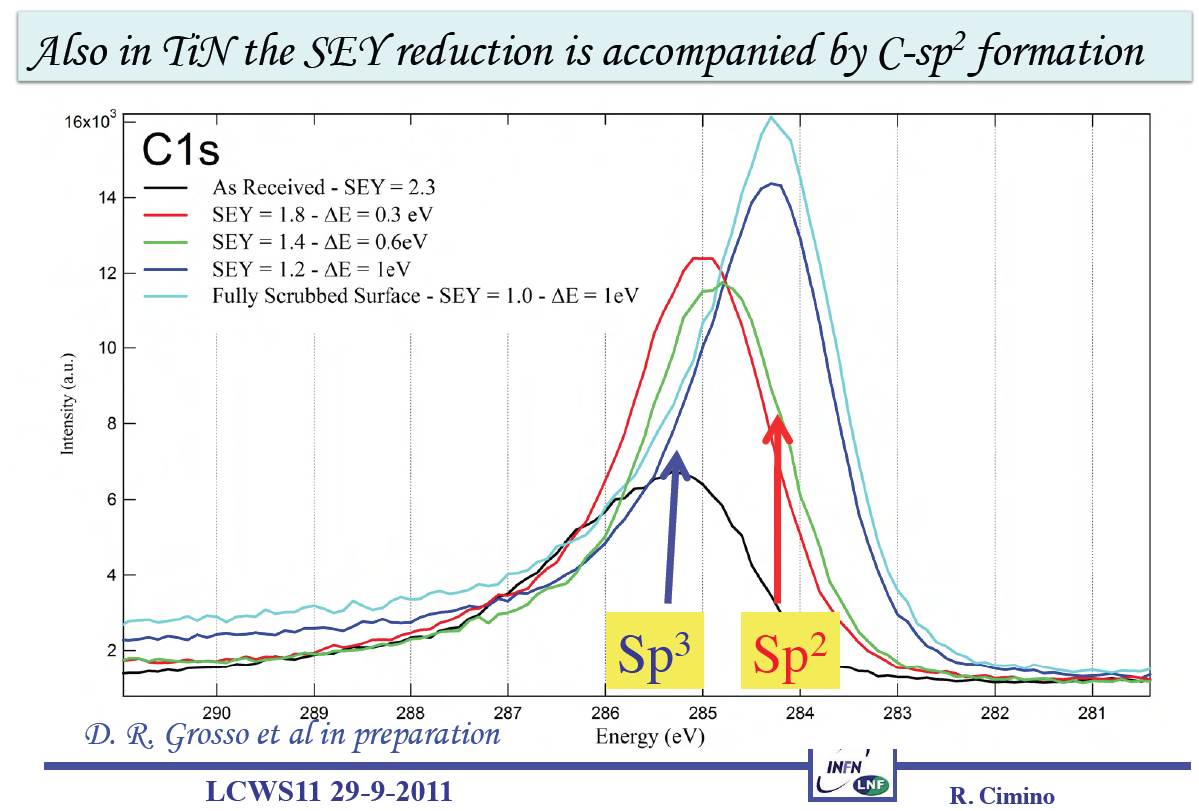 Also in TiN the SEY reduction is accompanied by C-sp² formation
16x10³
C1s
As Received - SEY = 2.3
SEY = 1.8 - ΔE = 0.3 eV
SEY = 1.4 - ΔE = 0.6eV
SEY = 1.2 - ΔE = 1eV
Fully Scrubbed Surface - SEY = 1.0 - ΔE = 1eV
14
12
10
8
6
4
2
Intensity (a.u.)
Sp³
Sp²
290
289
288
287
286
285
284
283
282
281
Energy (eV)
D. R. Grosso et al in preparation
LCWS11 29-9-2011
INFN
LNF
R. Cimino